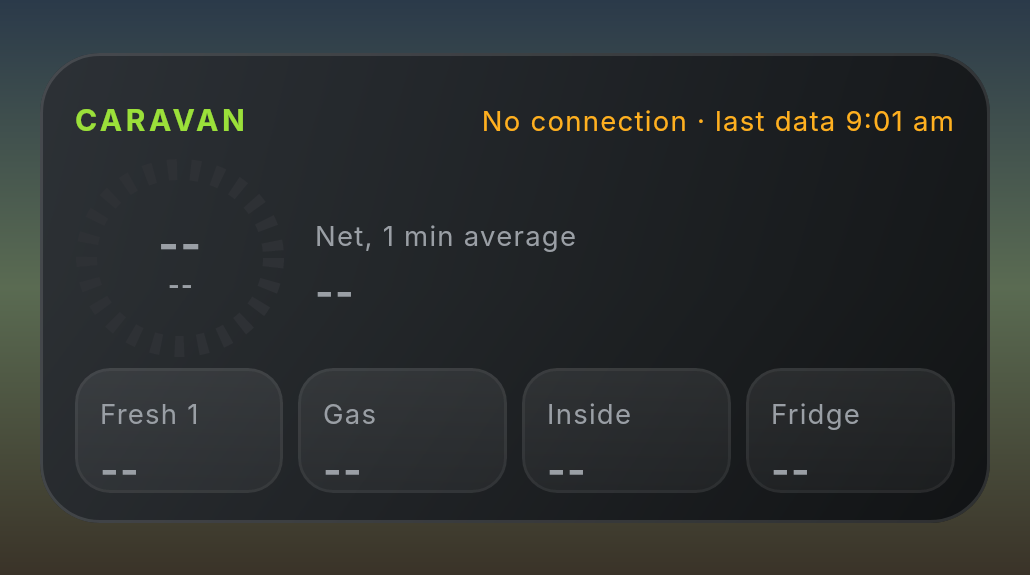 CARAVAN
No connection · last data 9:01 am
--
--
Net, 1 min average
--
Fresh 1
--
Gas
--
Inside
--
Fridge
--